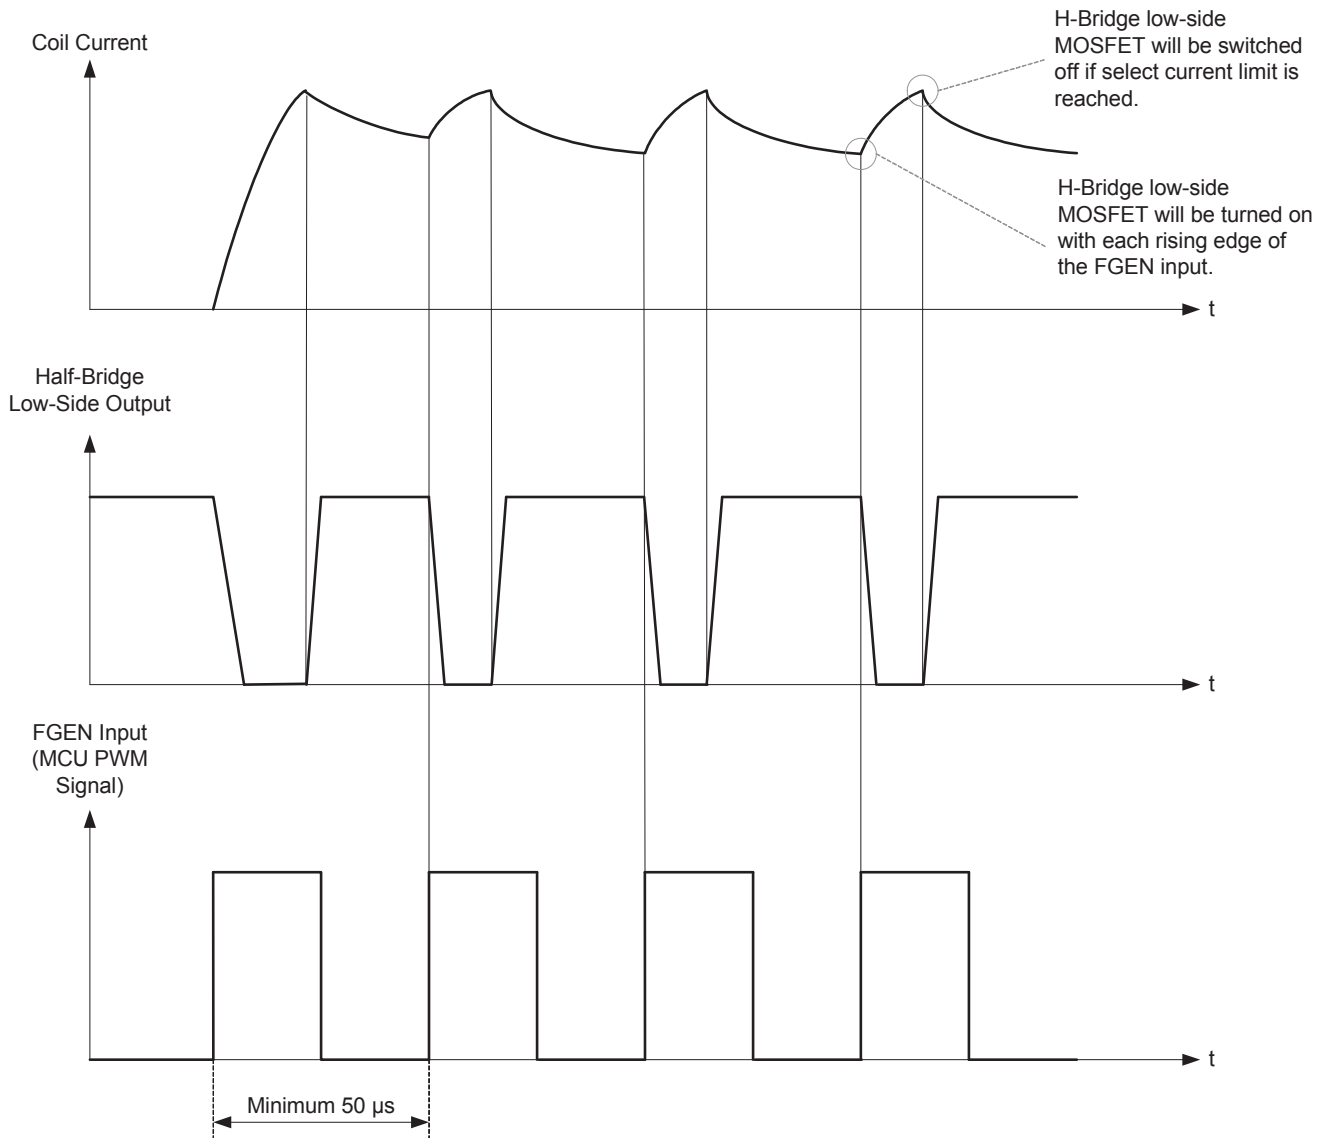 Coil Current
H-Bridge low-side
MOSFET will be switched
off if select current limit is
reached.
H-Bridge low-side
MOSFET will be turned on
with each rising edge of
the FGEN input.
t
Half-Bridge
Low-Side Output
t
FGEN Input
(MCU PWM
Signal)
t
Minimum 50 µs